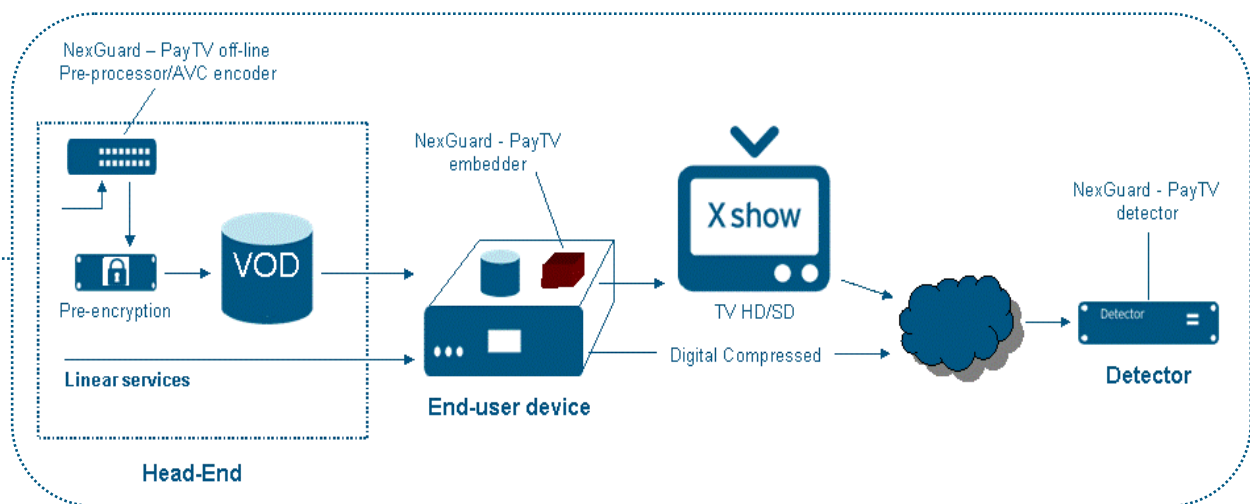 NexGuard – PayTV off-line
Pre-processor/AVC encoder
NexGuard - PayTV
embedder
NexGuard - PayTV
detector
X show
VOD
Pre-encryption
TV HD/SD
Detector
Digital Compressed
Linear services
End-user device
Detector
Head-End